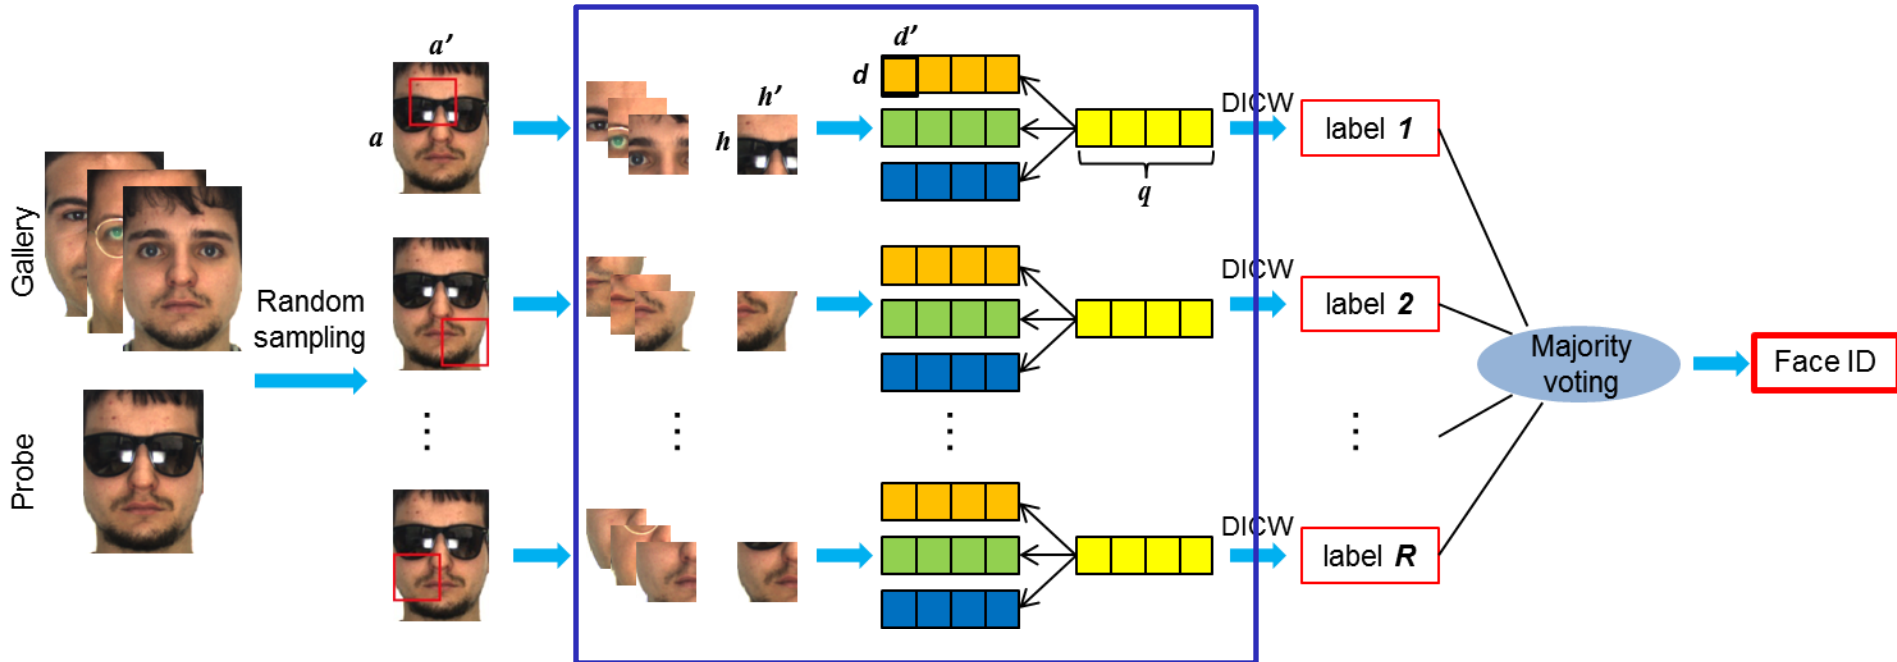 Gallery
Probe
Random
sampling
a'
a
h'
h
d'
d
q
DICW
label 1
DICW
label 2
DICW
label R
Majority
voting
Face ID